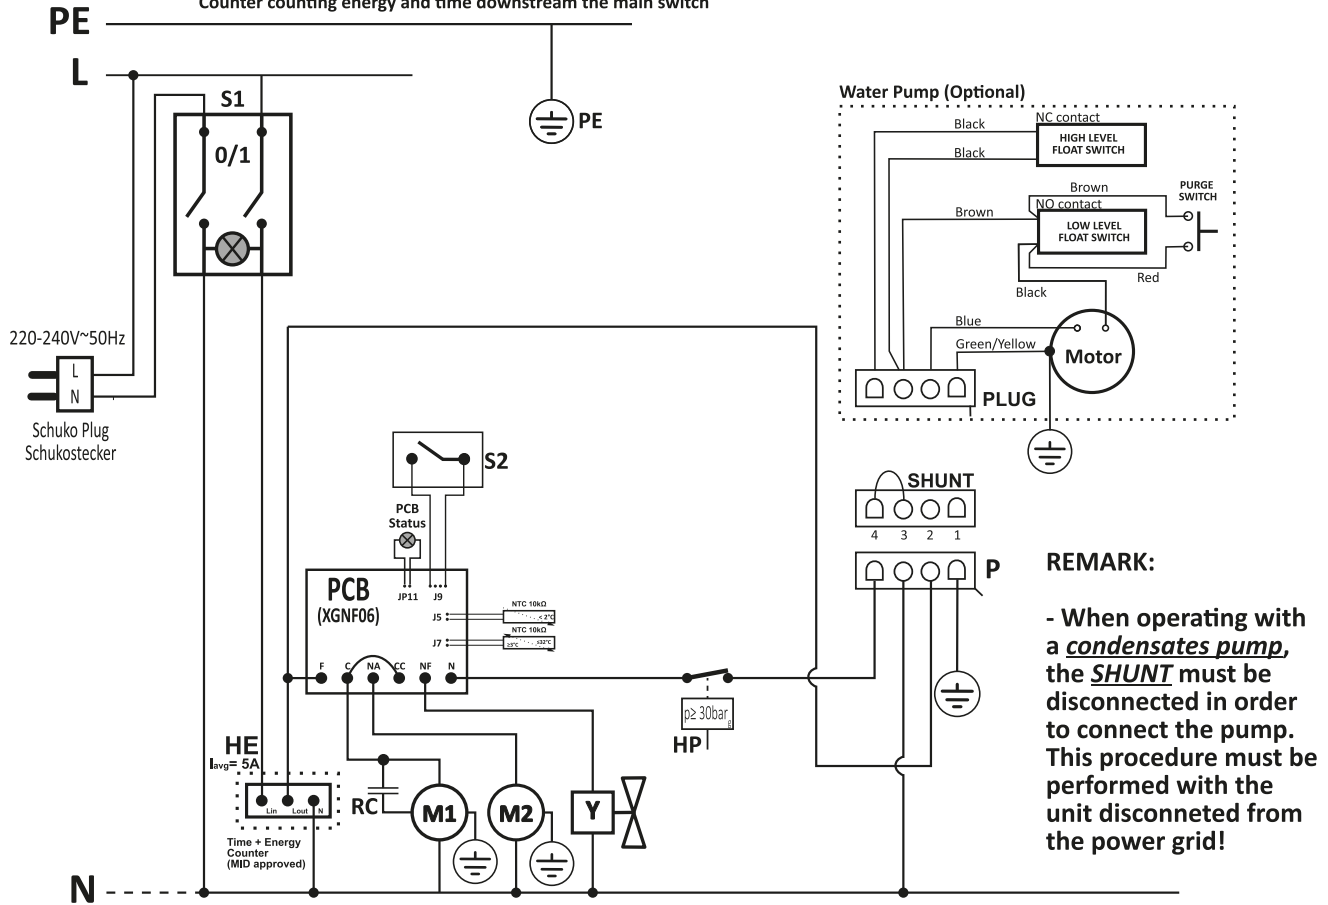 Counter counting energy and time downstream the main switch
PE
L
S1
0/1
PE
Water Pump (Optional)
NC contact
Black
HIGH LEVEL
FLOAT SWITCH
Black
Brown
PURGE
SWITCH
NO contact
Brown
LOW LEVEL
FLOAT SWITCH
Red
Black
Blue
Green/Yellow
Motor
PLUG
220-240V~50Hz
L
N
Schuko Plug
Schukostecker
S2
PCB
Status
SHUNT
4 3 2 1
P
PCB
(XGNF06)
JP11 J9
J5
NTC 10kΩ
< 2°C
J7
NTC 10kΩ
≥5°C
≤32°C
F C NA CC NF N
p≥ 30bar
HP
HE
Iavg= 5A
Lin Lout N
Time + Energy
Counter
(MID approved)
RC
M1
M2
Y
N
REMARK:
- When operating with
a condensates pump,
the SHUNT must be
disconnected in order
to connect the pump.
This procedure must be
performed with the
unit disconneted from
the power grid!